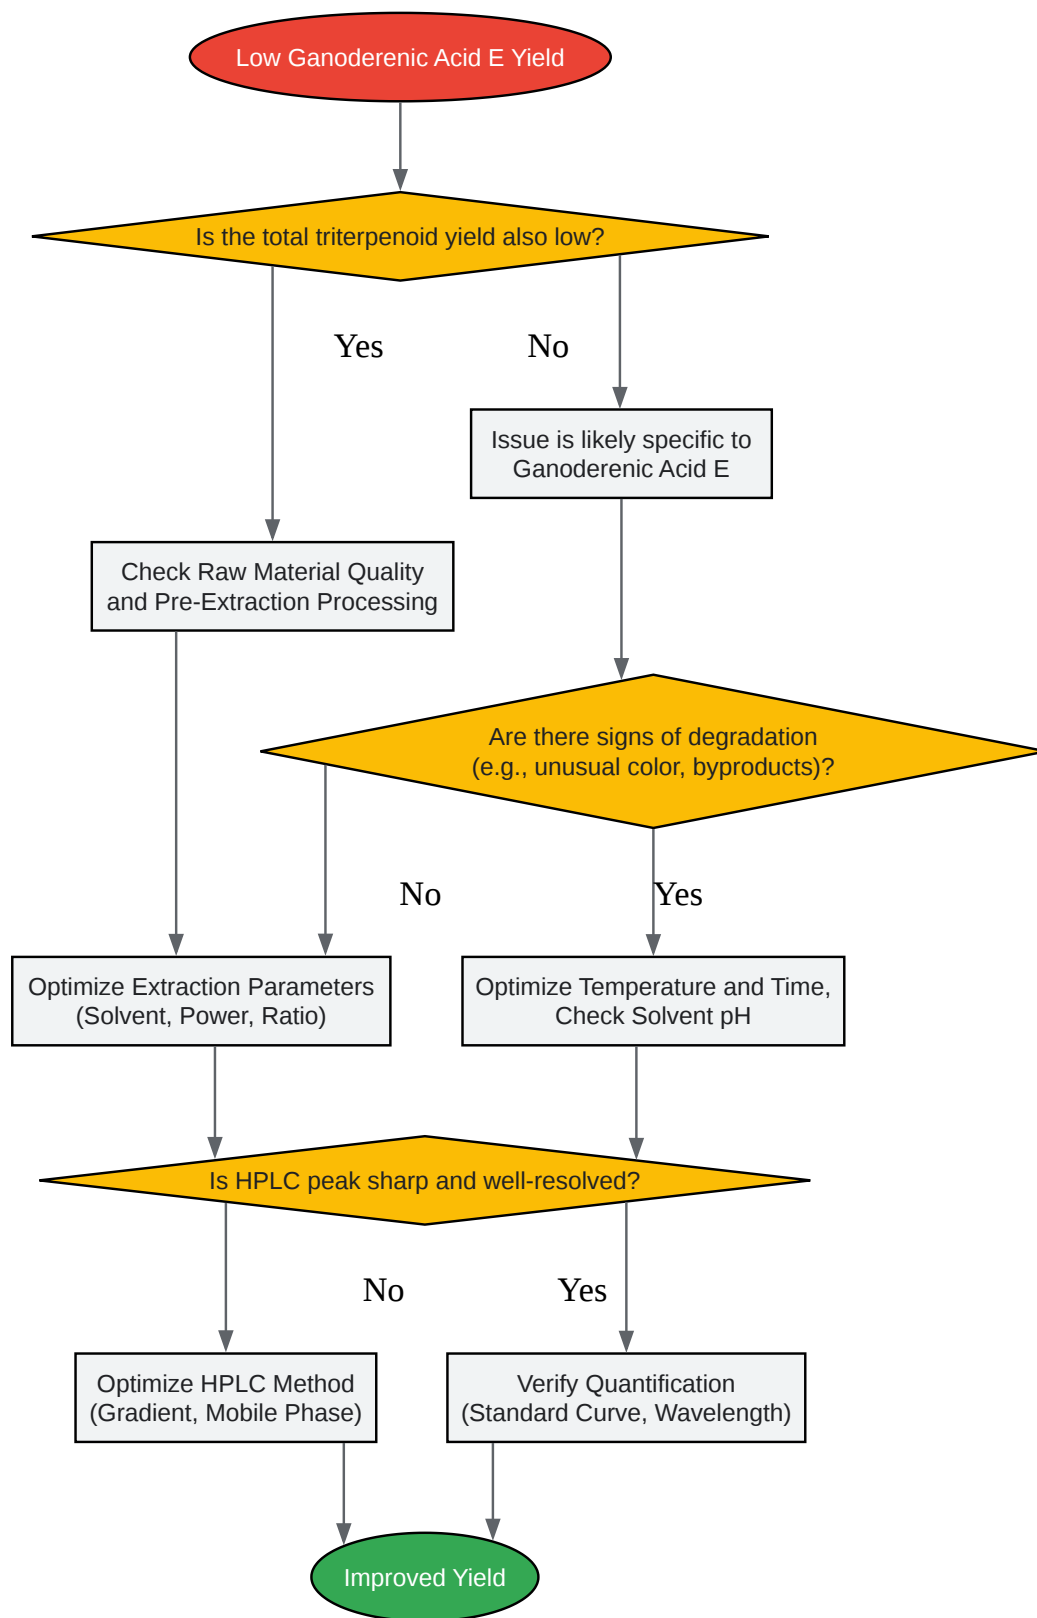 Low Ganoderenic Acid E Yield
Is the total triterpenoid yield also low?
Yes
No
Issue is likely specific to
Ganoderenic Acid E
Check Raw Material Quality
and Pre-Extraction Processing
Are there signs of degradation
(e.g., unusual color, byproducts)?
No
Yes
Optimize Extraction Parameters
(Solvent, Power, Ratio)
Optimize Temperature and Time,
Check Solvent pH
Is HPLC peak sharp and well-resolved?
No
Yes
Optimize HPLC Method
(Gradient, Mobile Phase)
Verify Quantification
(Standard Curve, Wavelength)
Improved Yield